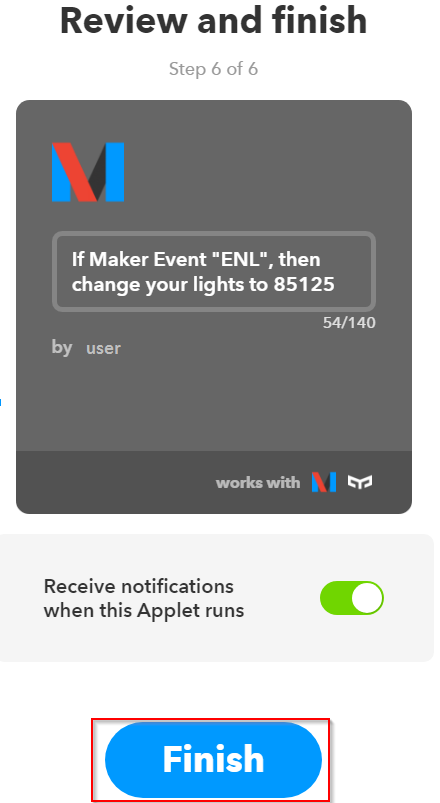 Review and finish
Step 6 of 6
If Maker Event "ENL", then
change your lights to 85125
54/140
by user
works with
Receive notifications
when this Applet runs
Finish